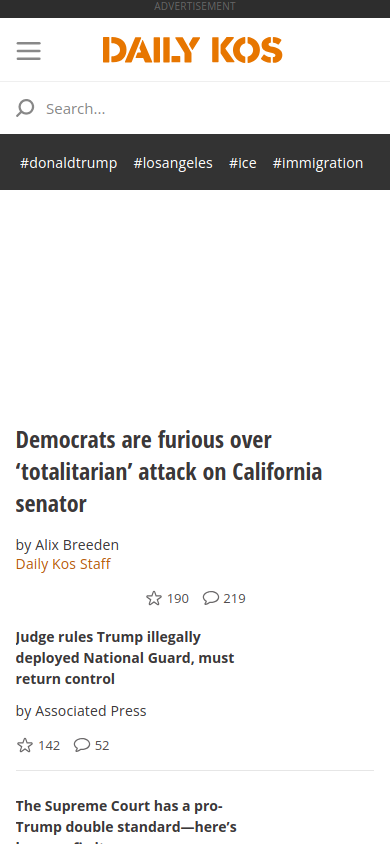 ADVERTISEMENT
DAILY KOS
Search...
#donaldtrump #losangeles #ice #immigration
Democrats are furious over
‘totalitarian’ attack on California
senator
by Alix Breeden
Daily Kos Staff
190 219
Judge rules Trump illegally
deployed National Guard, must
return control
by Associated Press
142 52
The Supreme Court has a pro-
Trump double standard—here’s